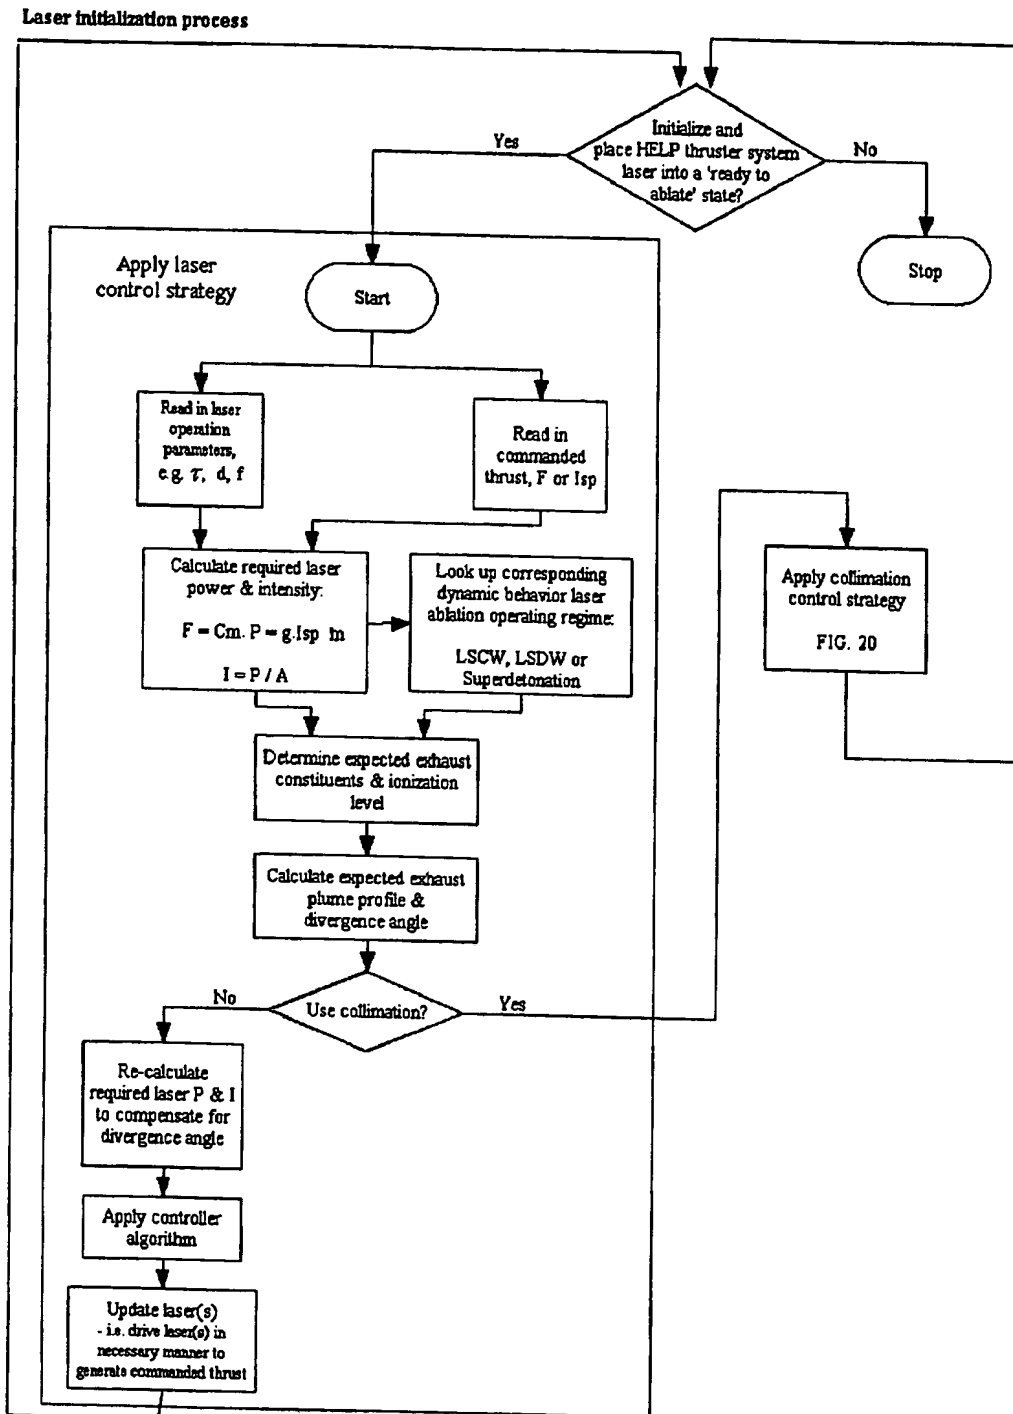 Laser initialization process
Initialize and
place HELP thruster system
laser into a 'ready to
ablate' state?
Yes
No
Stop
Apply laser
control strategy
Start
Read in laser
operation
parameters,
e.g. τ, d, f
Read in
commanded
thrust, F or Isp
Calculate required laser
power & intensity:
F = Cm. P = g.Isp ṁ
I = P / A
Look up corresponding
dynamic behavior laser
ablation operating regime:
LSCW, LSDW or
Superdetonation
Apply collimation
control strategy
FIG. 20
Determine expected exhaust
constituents & ionization
level
Calculate expected exhaust
plume profile &
divergence angle
Use collimation?
No
Yes
Re-calculate
required laser P & I
to compensate for
divergence angle
Apply controller
algorithm
Update laser(s)
- i.e. drive laser(s) in
necessary manner to
generate commanded thrust